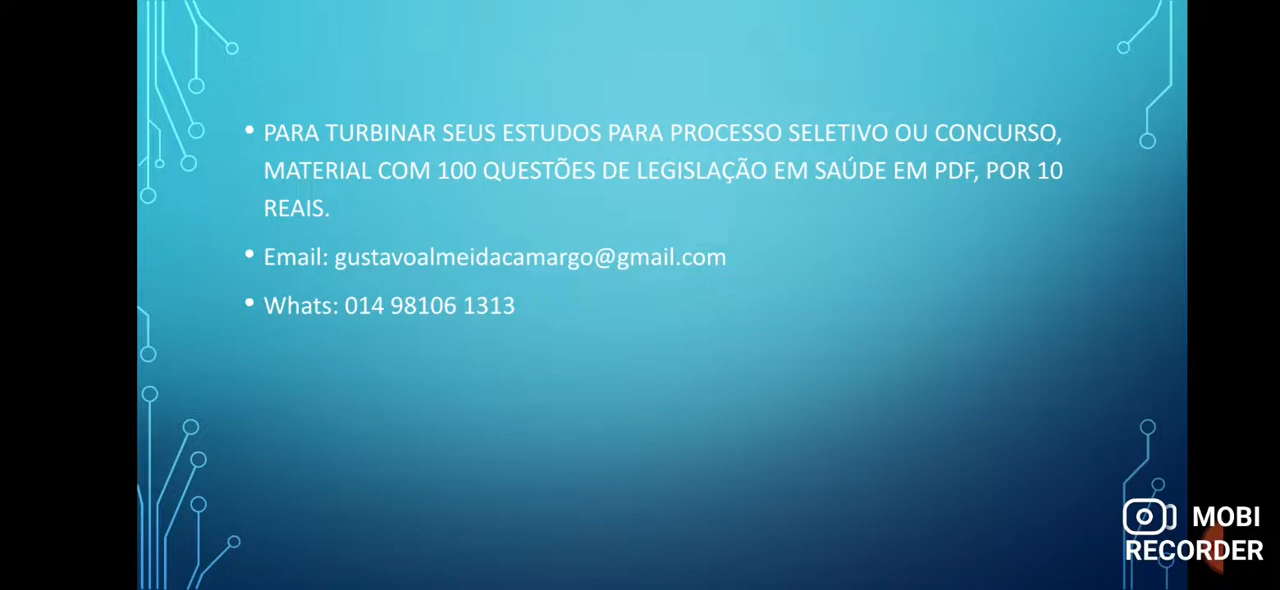 • PARA TURBINAR SEUS ESTUDOS PARA PROCESSO SELETIVO OU CONCURSO,
MATERIAL COM 100 QUESTÕES DE LEGISLAÇÃO EM SAÚDE EM PDF, POR 10
REAIS.
• Email: gustavoalmeidacamargo@gmail.com
• Whats: 014 98106 1313
MOBI
RECORDER